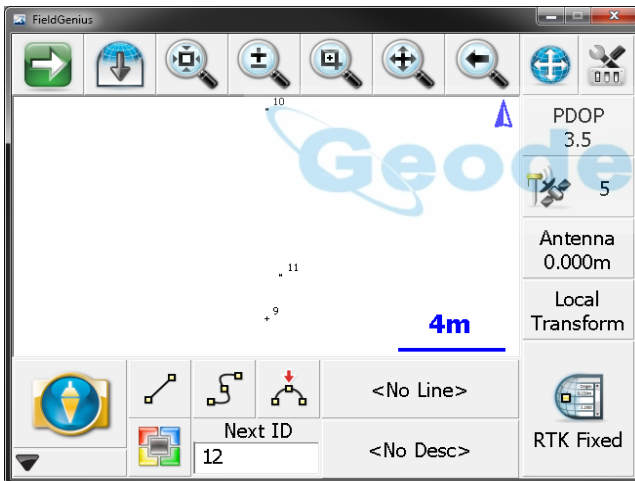 FieldGenius
PDOP
3.5
10
Geode
5
Antenna
0.000m
11
9
4m
Local
Transform
<No Line>
Next ID
12
<No Desc>
RTK Fixed